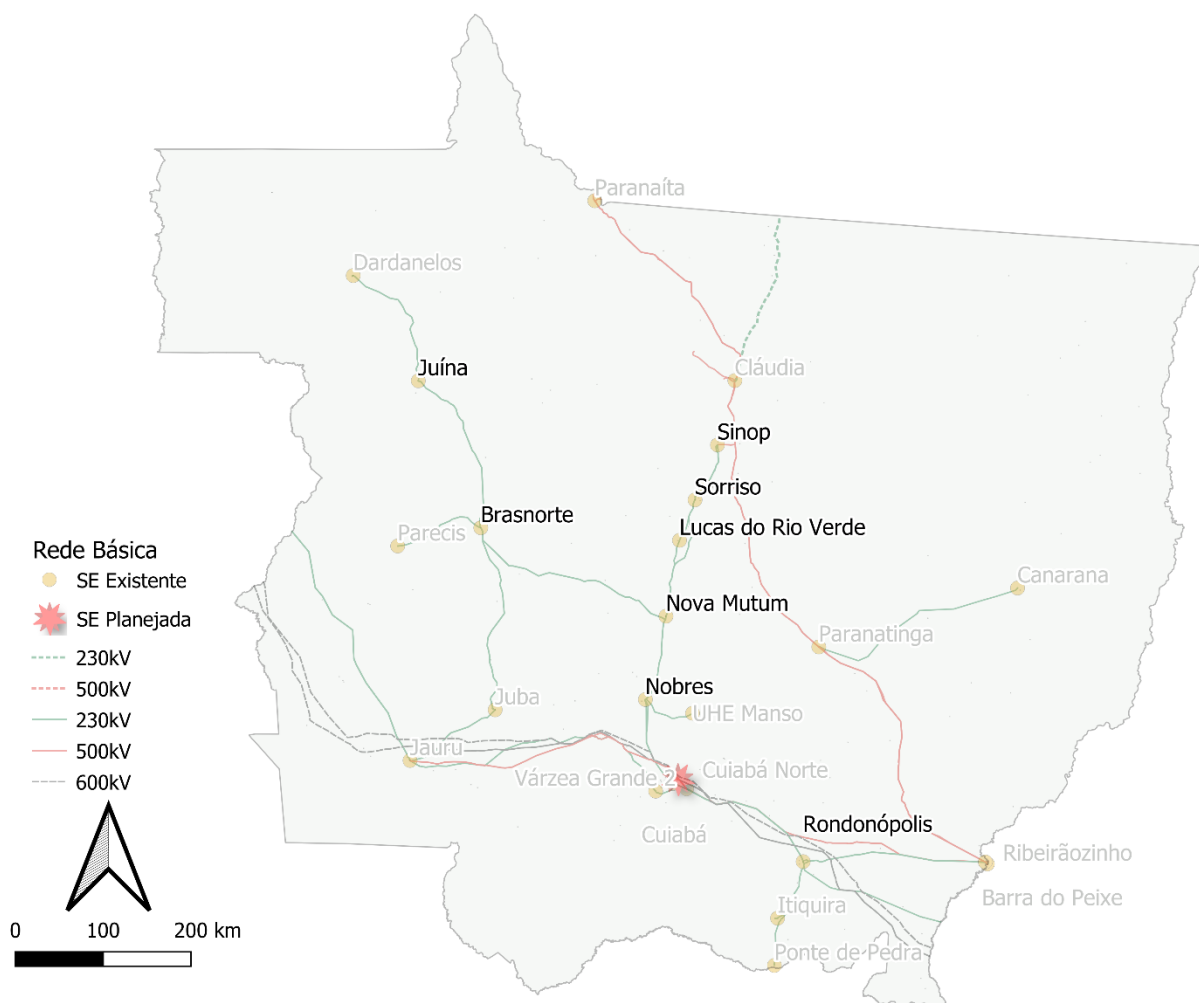 Paranaíta
Dardanelos
Juína
Cláudia
Sinop
Sorriso
Brasnorte
Lucas do Rio Verde
Parecis
Canarana
Nova Mutum
Paranatinga
Nobres
Juba
UHE Manso
Jauru
Várzea Grande 2
Cuiabá Norte
Cuiabá
Rondonópolis
Ribeirãozinho
Barra do Peixe
Itiquira
Ponte de Pedra
Rede Básica
SE Existente
SE Planejada
230kV
500kV
230kV
500kV
600kV
0 100 200 km